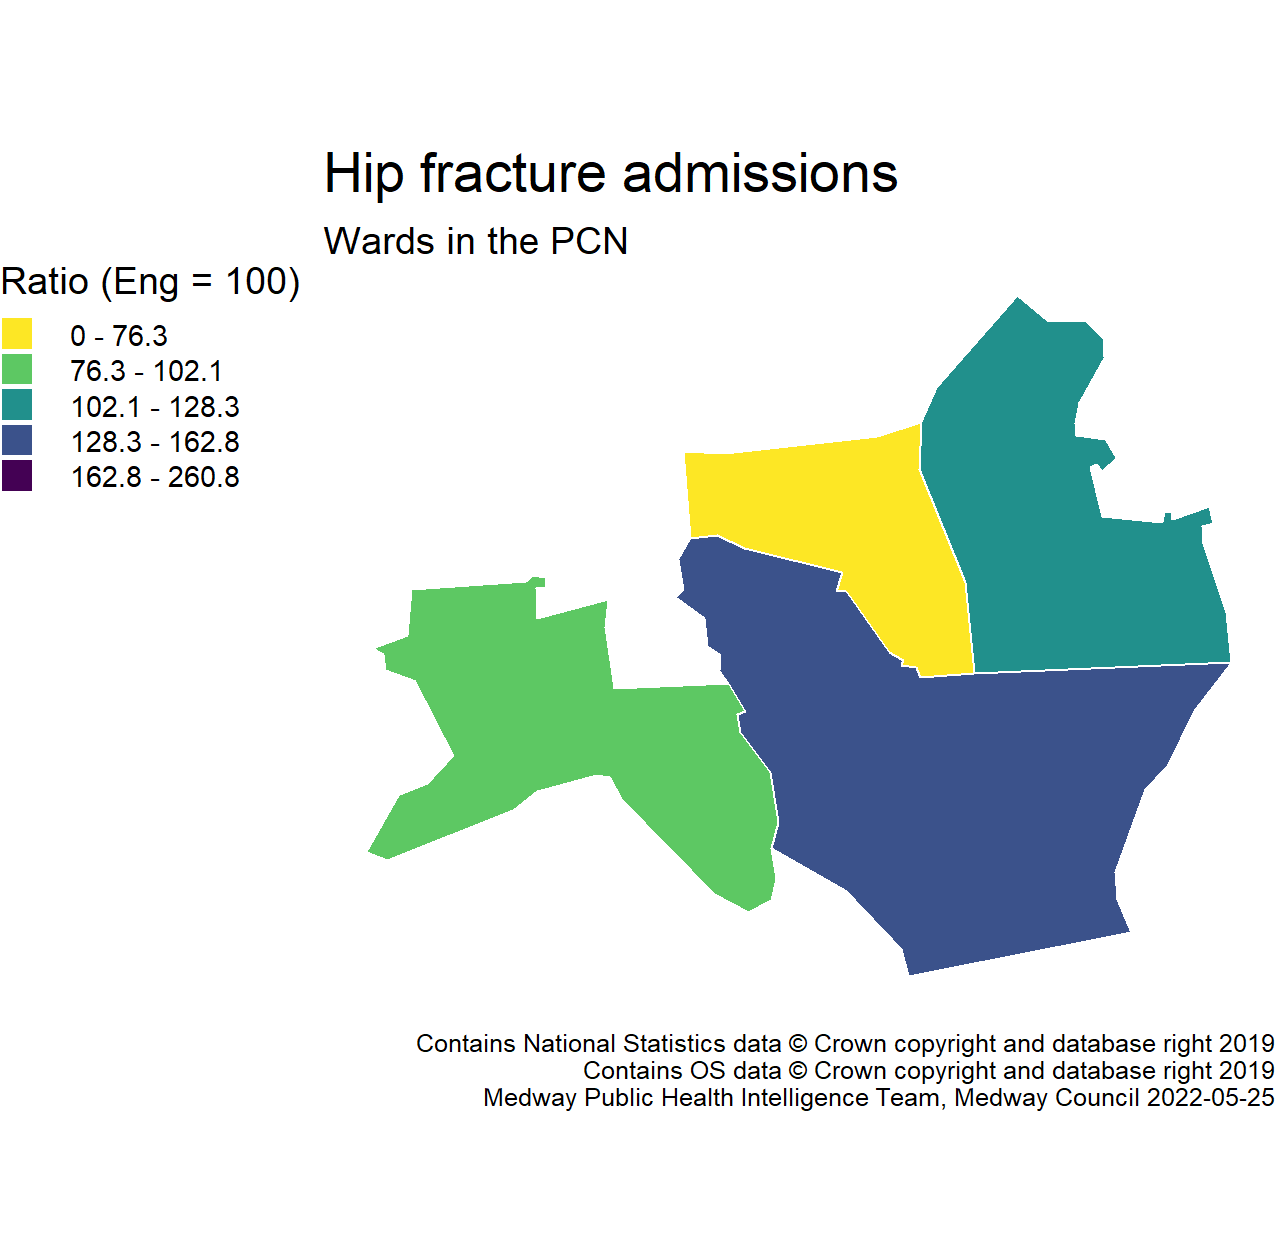 Hip fracture admissions
Wards in the PCN
Ratio (Eng = 100)
0 - 76.3
76.3 - 102.1
102.1 - 128.3
128.3 - 162.8
162.8 - 260.8
Contains National Statistics data © Crown copyright and database right 2019
Contains OS data © Crown copyright and database right 2019
Medway Public Health Intelligence Team, Medway Council 2022-05-25